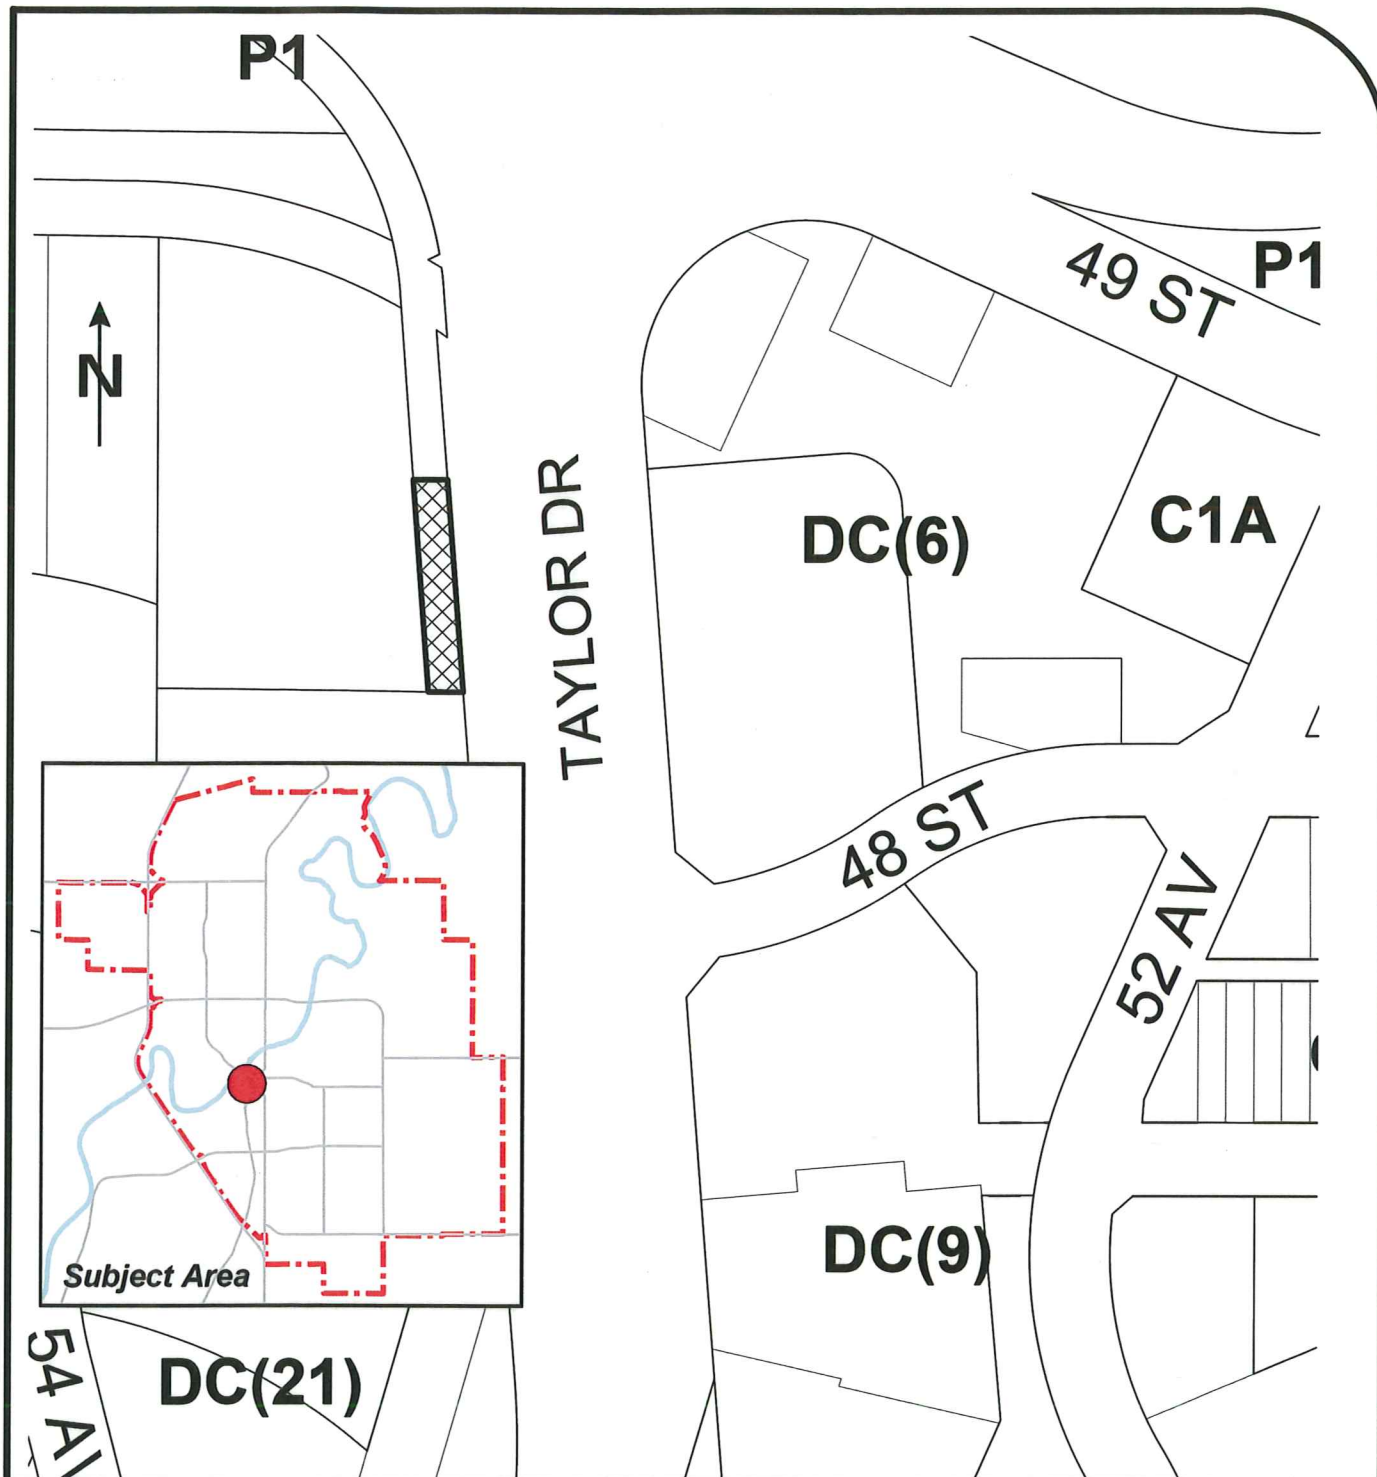 P1
49 ST
P1
N
TAYLOR DR
DC(6)
C1A
48 ST
52 AV
DC(9)
Subject Area
54 AV
DC(21)